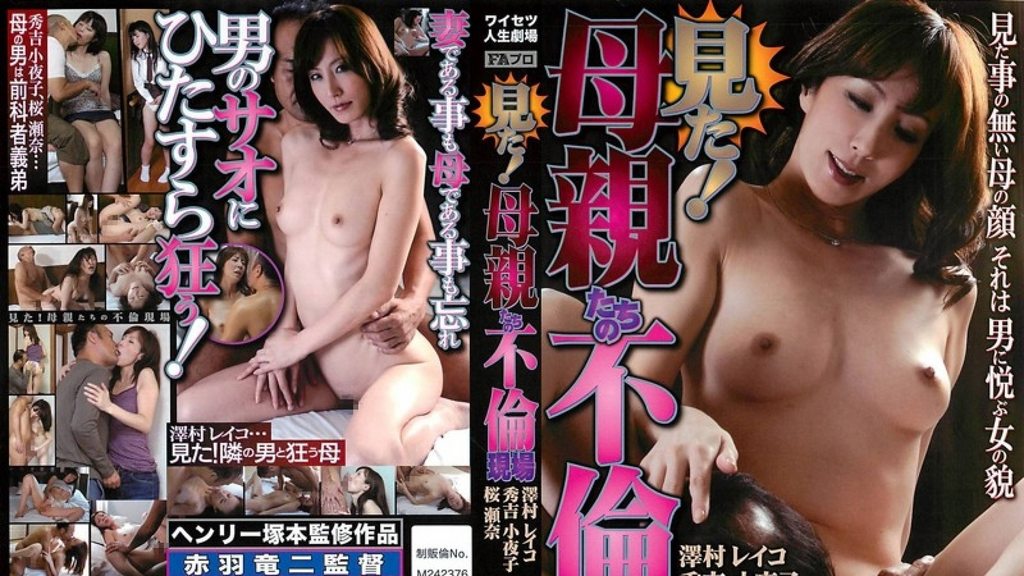 秀吉小夜子、桜 瀬奈…
母の男は前科者義弟
男のサオに
ひたすら狂う!
妻である事も母である事も忘れ
見た!母親たちの不倫現場
澤村レイコ…
見た!隣の男と狂う母
ヘンリー塚本監修作品
赤羽竜二監督
制販倫No.
M242376
ワイセツ
人生劇場
FAプロ
見た!
母親たちの不倫現場
澤村レイコ
秀吉小夜子
桜瀬奈
見た!
母親たちの不倫
見た事の無い母の顔 それは男に悦ぶ女の貌
澤村レイコ